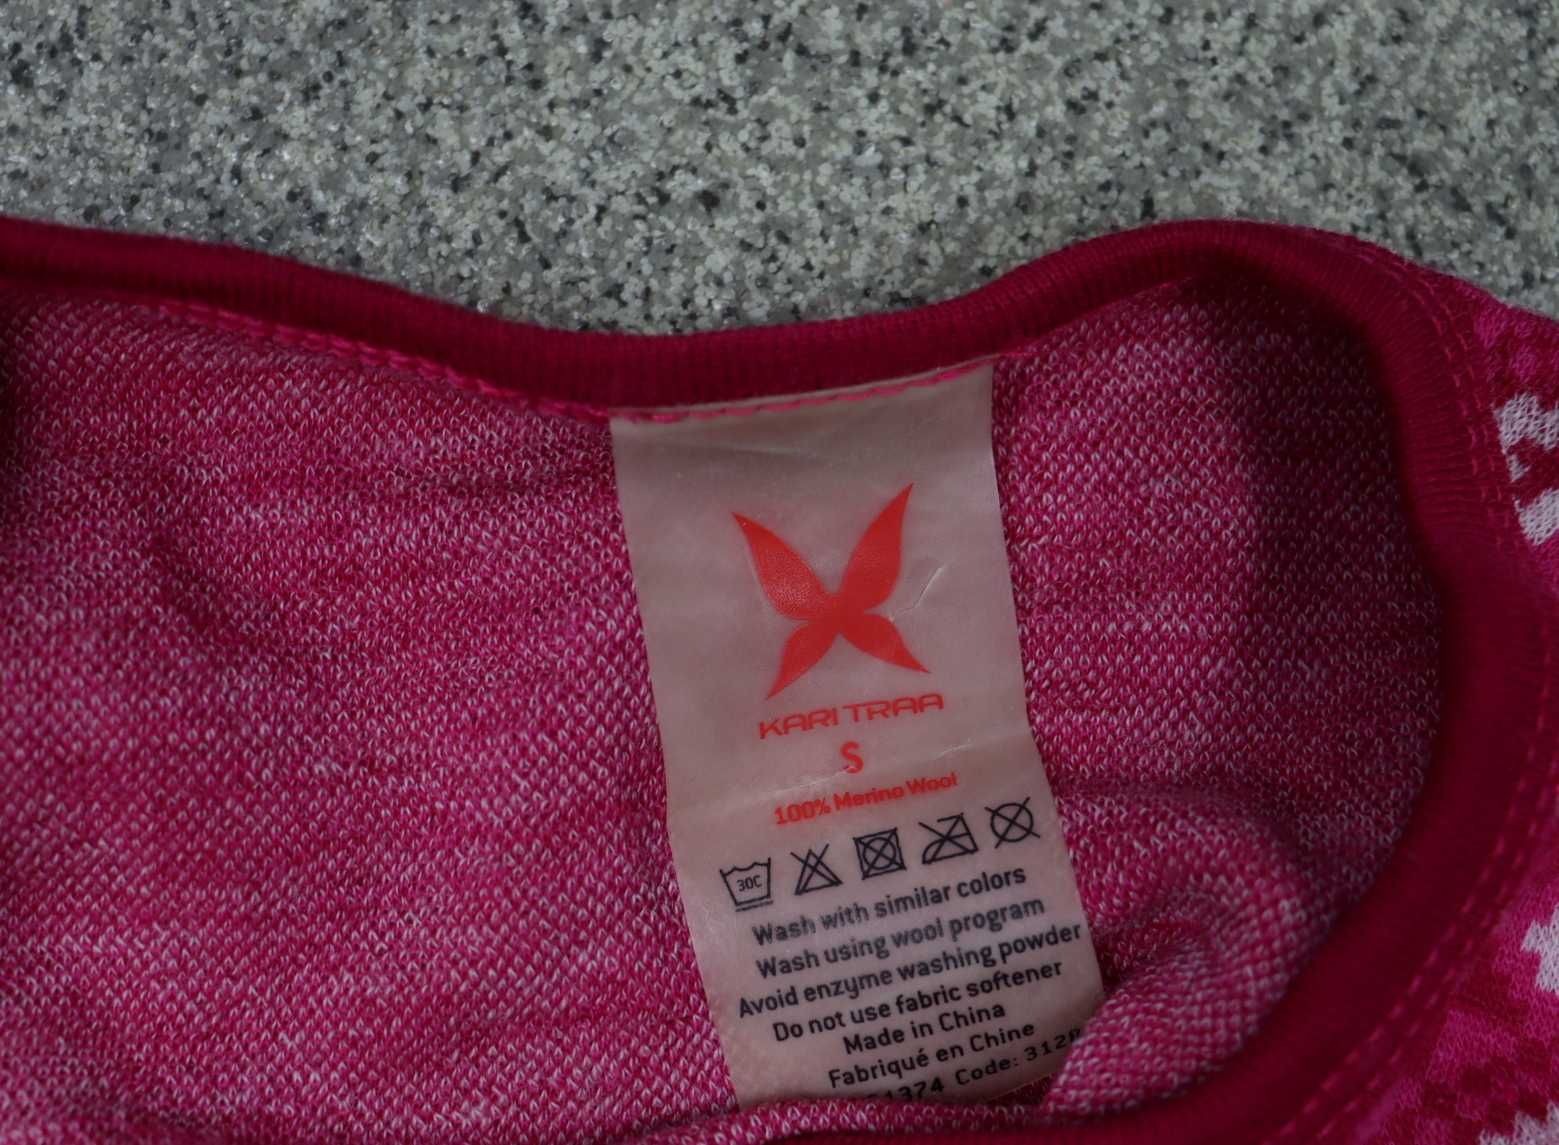 KARI TRAA
S
100% Merino Wool
30C
Wash with similar colors
Wash using wool program
Avoid enzyme washing powder
Do not use fabric softener
Made in China
Fabriqué en Chine
Code: